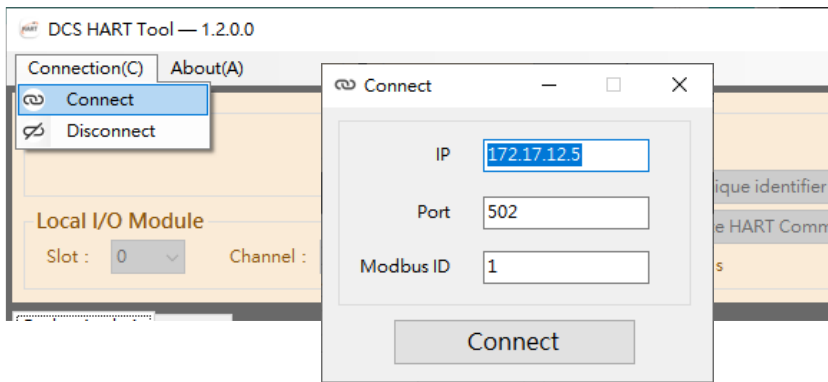 HART DCS HART Tool — 1.2.0.0
Connection(C) About(A)
Connect
Disconnect
Local I/O Module
Slot : 0 Channel :
Connect
IP 172.17.12.5
Port 502
Modbus ID 1
Connect
ique identifier
e HART Comm
s